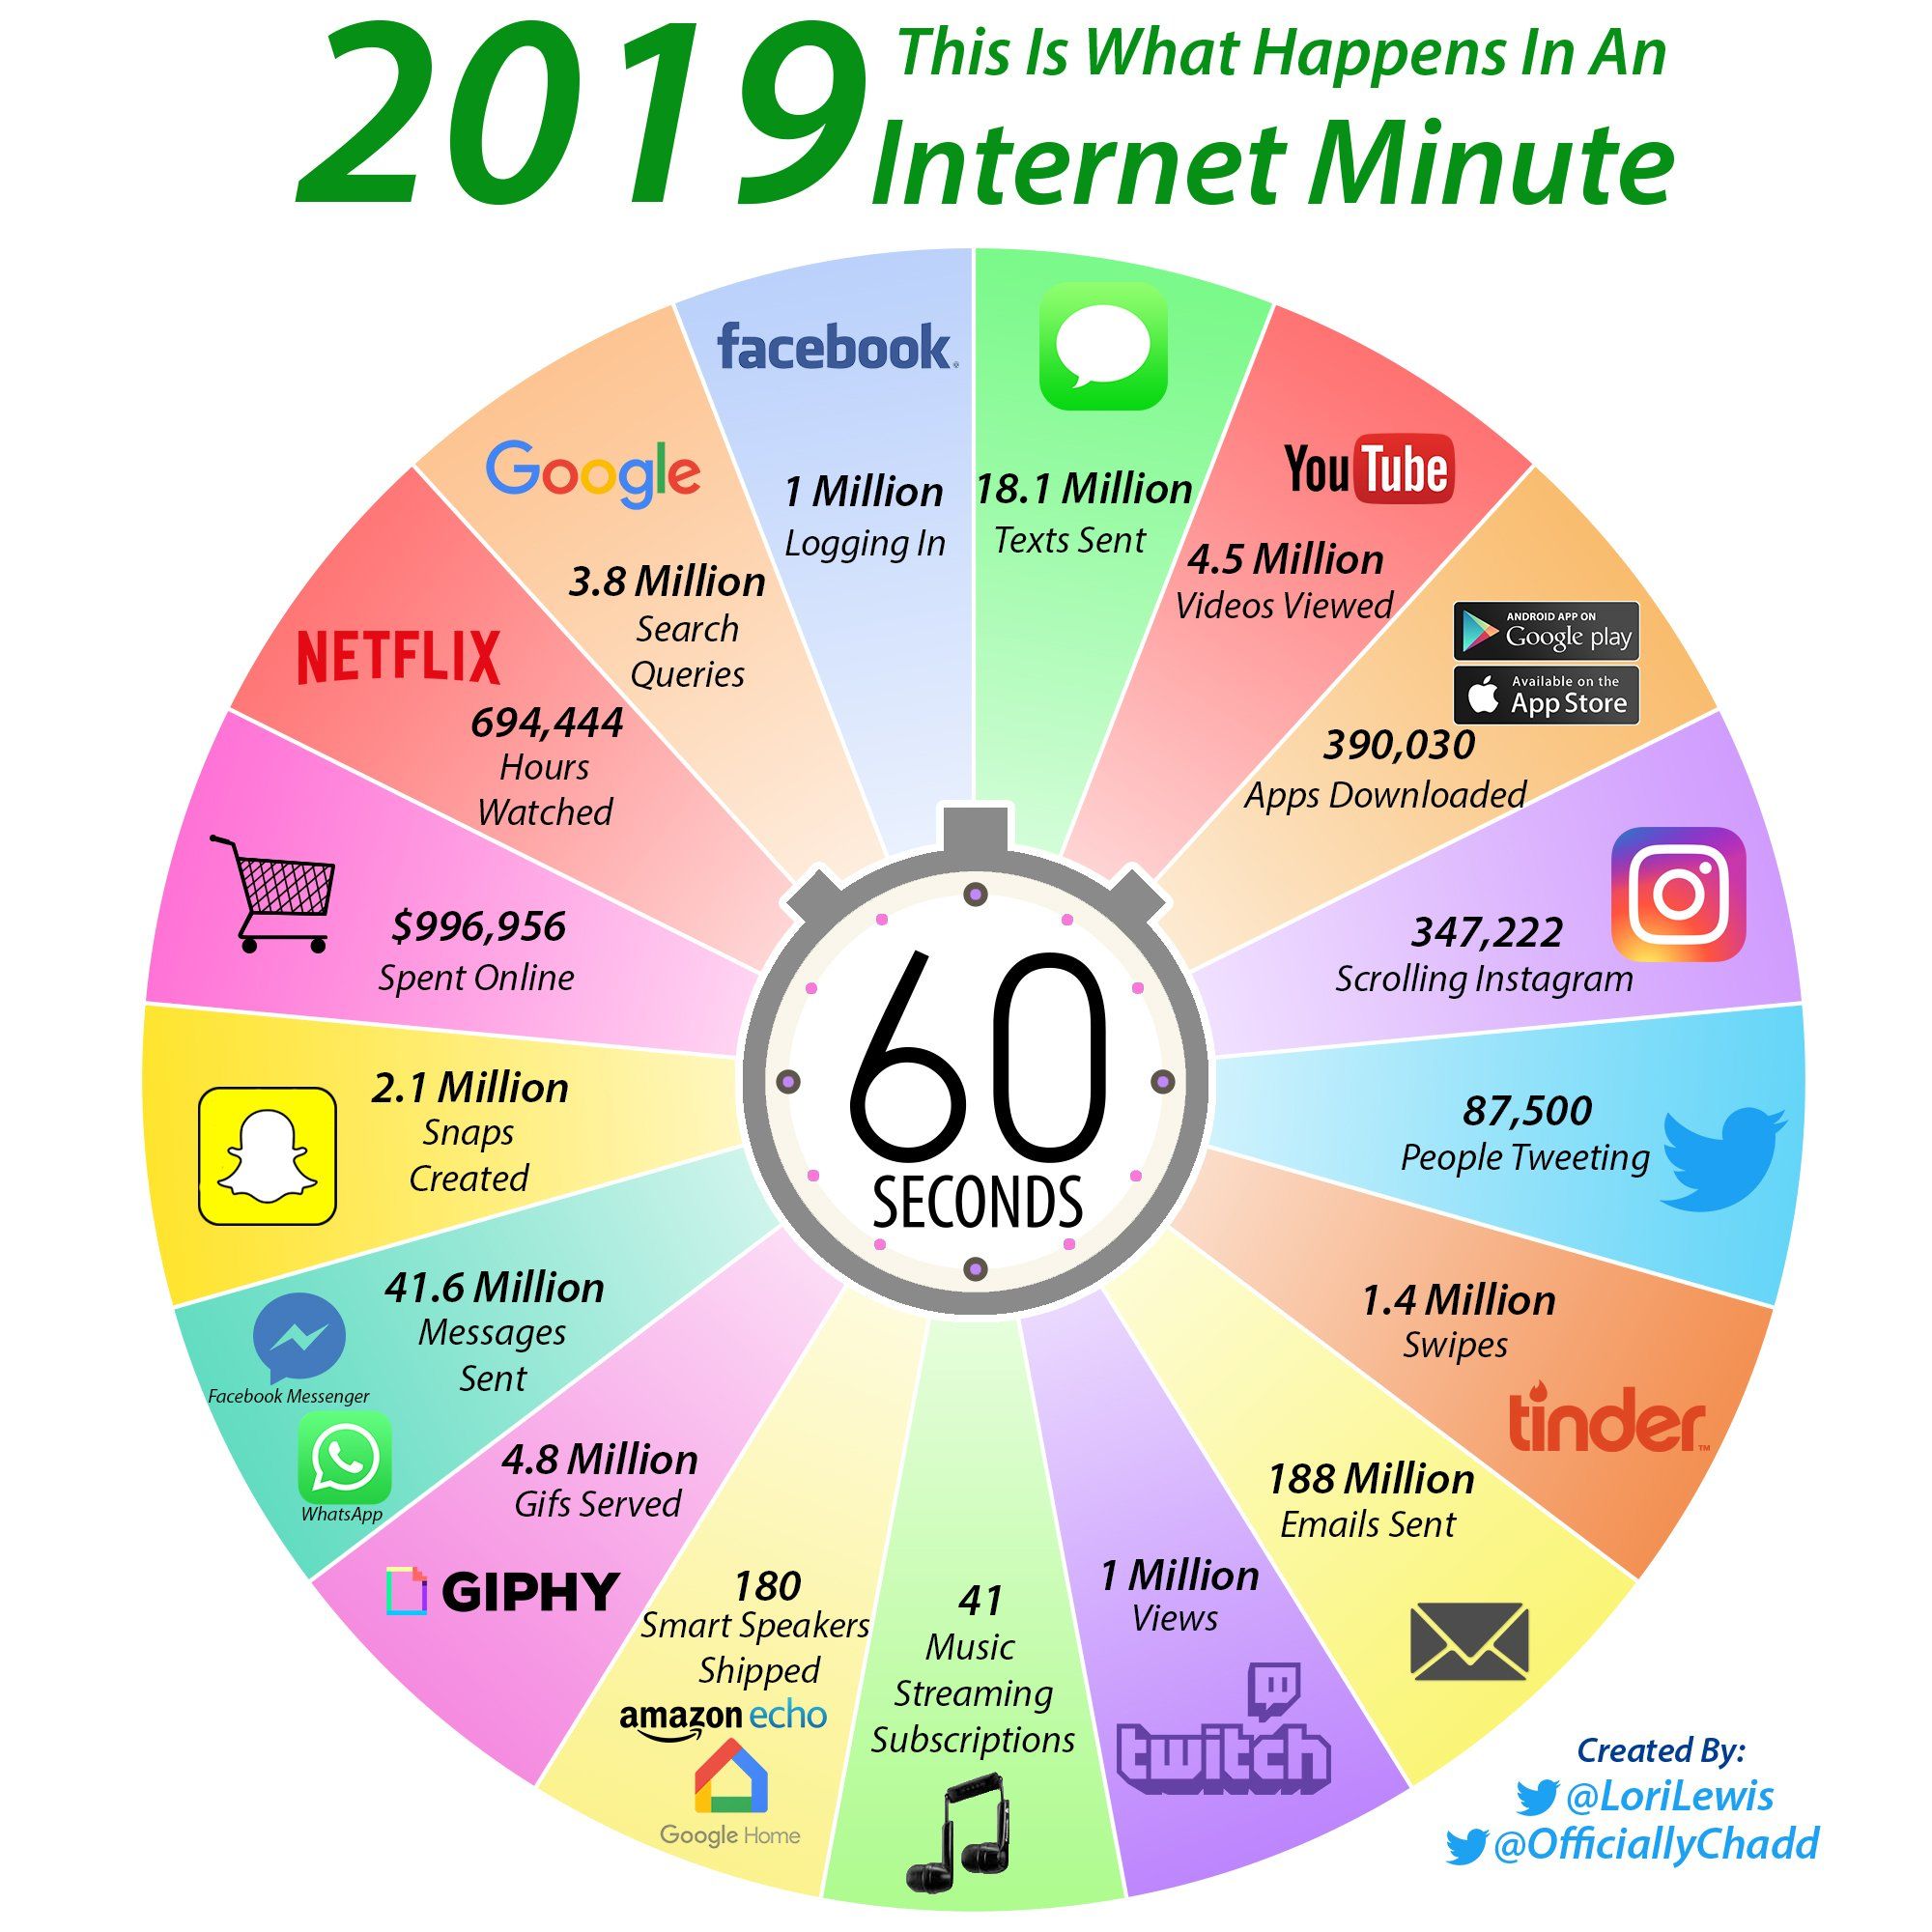 2019
This Is What Happens In An
Internet Minute
facebook
1 Million
Logging In
18.1 Million
Texts Sent
YouTube
4.5 Million
Videos Viewed
ANDROID APP ON
Google play
Available on the
App Store
390,030
Apps Downloaded
347,222
Scrolling Instagram
87,500
People Tweeting
1.4 Million
Swipes
tinder™
188 Million
Emails Sent
1 Million
Views
twitch
41
Music
Streaming
Subscriptions
180
Smart Speakers
Shipped
amazon echo
Google Home
4.8 Million
Gifs Served
GIPHY
41.6 Million
Messages
Sent
Facebook Messenger
WhatsApp
2.1 Million
Snaps
Created
$996,956
Spent Online
NETFLIX
694,444
Hours
Watched
Google
3.8 Million
Search
Queries
60
SECONDS
Created By:
@LoriLewis
@OfficiallyChadd